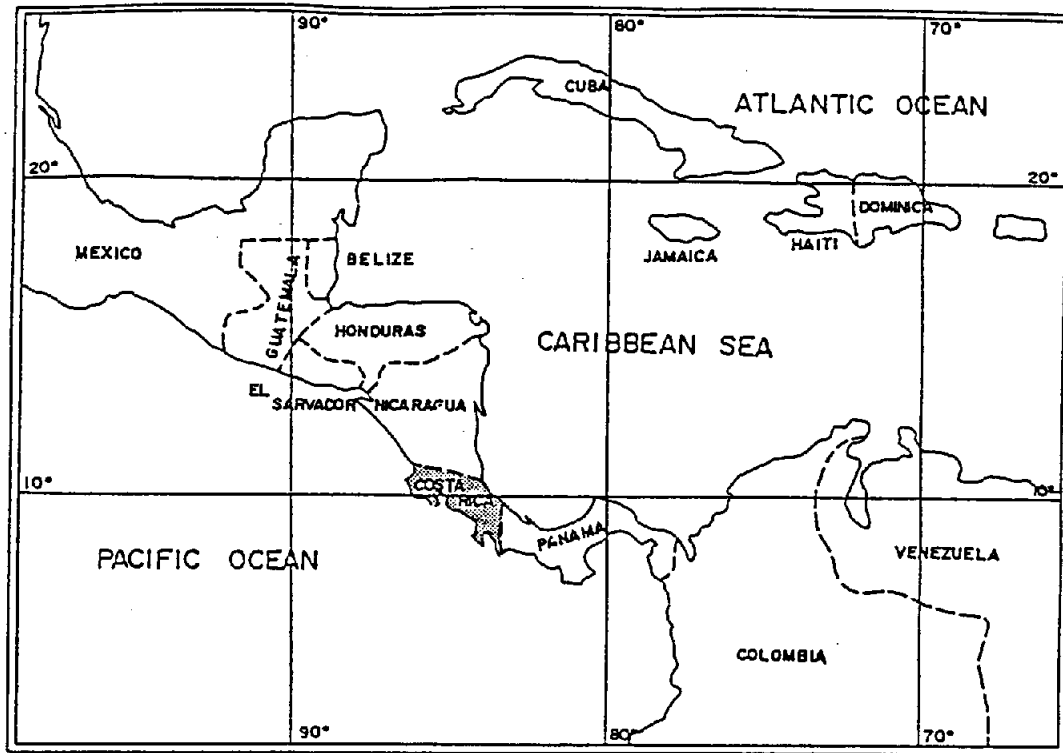 90°
80°
70°
CUBA
ATLANTIC OCEAN
20°
20°
DOMINICA
MEXICO
BELIZE
JAMAICA
HAITI
GUATEMALA
HONDURAS
CARIBBEAN SEA
EL
SARVADOR
NICARAGUA
10°
COSTA
RICA
10°
PANAMA
PACIFIC OCEAN
VENEZUELA
COLOMBIA
90°
80°
70°